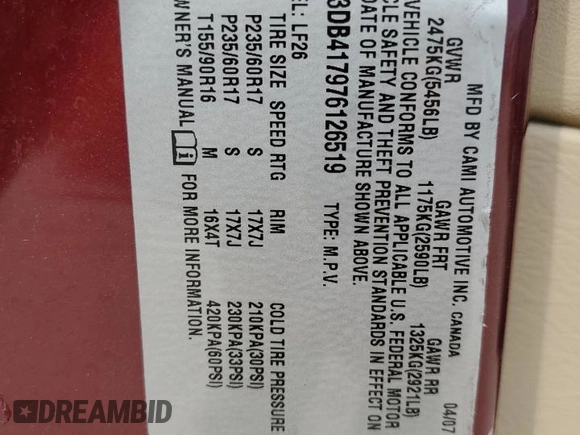 MFD BY CAMI AUTOMOTIVE INC. CANADA 04/07
GVWR GAWR FRT GAWR RR
2475KG(5456LB) 1175KG(2590LB) 1325KG(2921LB)
VEHICLE CONFORMS TO ALL APPLICABLE U.S. FEDERAL MOTOR
CLE SAFETY AND THEFT PREVENTION STANDARDS IN EFFECT ON
DATE OF MANUFACTURE SHOWN ABOVE.
3DB417976126519 TYPE: M.P.V.
EL: LF26
TIRE SIZE SPEED RTG RIM COLD TIRE PRESSURE
P235/60R17 S 17X7J 210KPA(30PSI)
P235/60R17 S 17X7J 230KPA(33PSI)
T155/90R16 M 16X4T 420KPA(60PSI)
OWNER'S MANUAL i FOR MORE INFORMATION.
DREAMBID